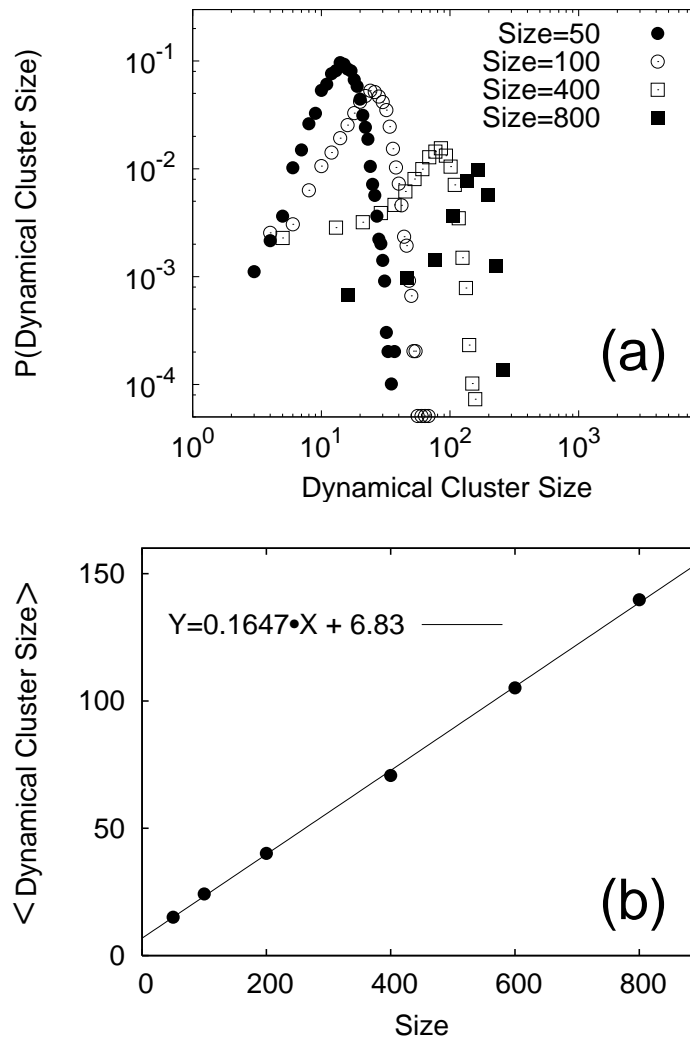 Size=50
Size=100
Size=400
Size=800
10^-1
10^-2
10^-3
10^-4
P(Dynamical Cluster Size)
(a)
10^0 10^1 10^2 10^3
Dynamical Cluster Size
150
100
50
0
<Dynamical Cluster Size>
Y=0.1647•X + 6.83
(b)
0 200 400 600 800
Size